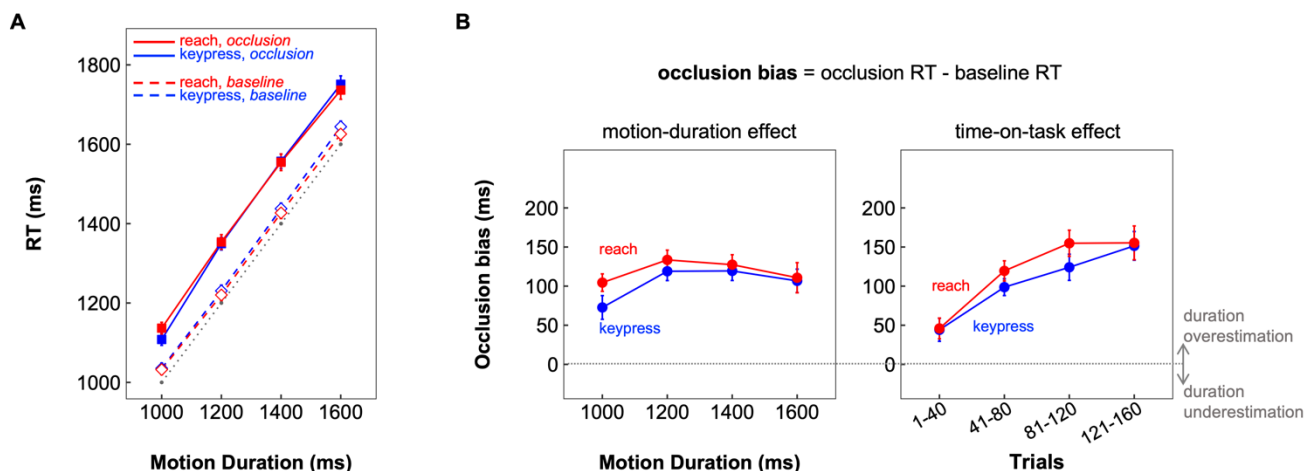 A
RT (ms)
1800
1600
1400
1200
1000
reach, occlusion
keypress, occlusion
reach, baseline
keypress, baseline
1000 1200 1400 1600
Motion Duration (ms)
B
occlusion bias = occlusion RT - baseline RT
motion-duration effect
Occlusion bias (ms)
200
150
100
50
0
reach
keypress
1000 1200 1400 1600
Motion Duration (ms)
time-on-task effect
200
150
100
50
0
reach
keypress
1-40 41-80 81-120 121-160
Trials
duration
overestimation
duration
underestimation